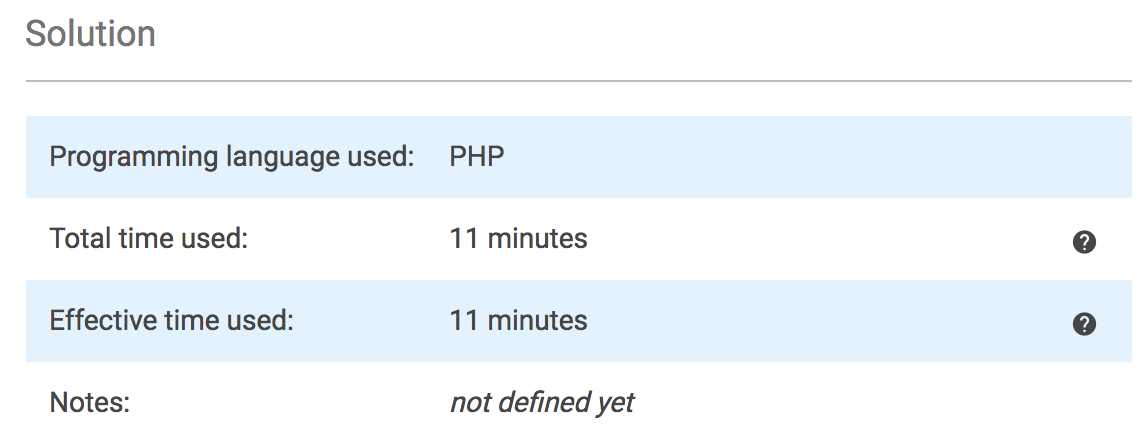 Solution
Programming language used: PHP
Total time used: 11 minutes
Effective time used: 11 minutes
Notes: not defined yet